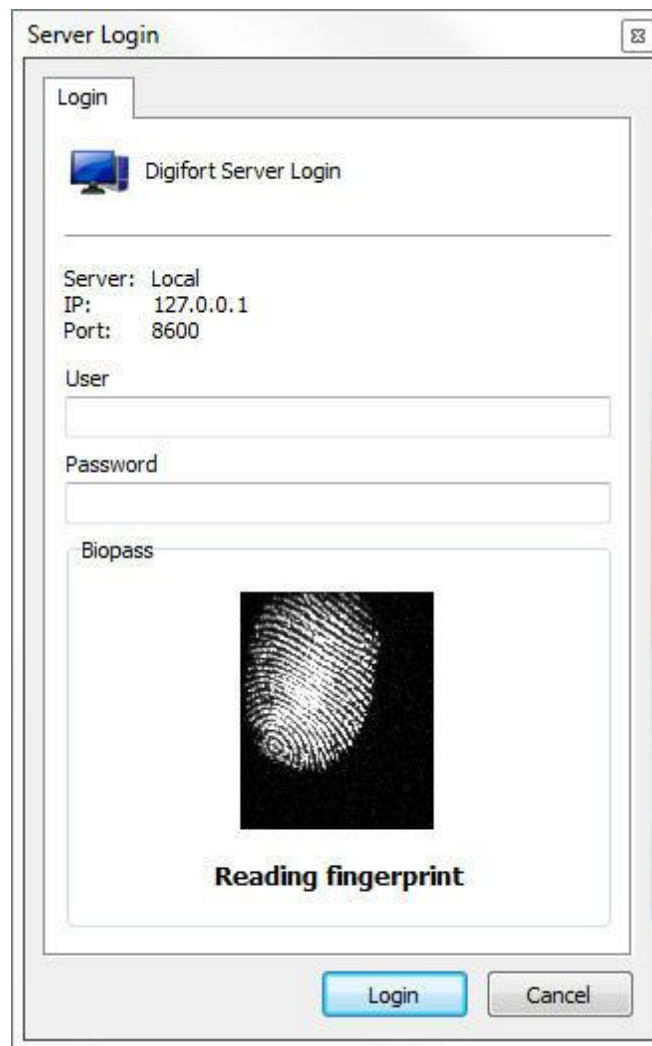 Server Login
Login
Digifort Server Login
Server: Local
IP: 127.0.0.1
Port: 8600
User
Password
Biopass
Reading fingerprint
Login Cancel